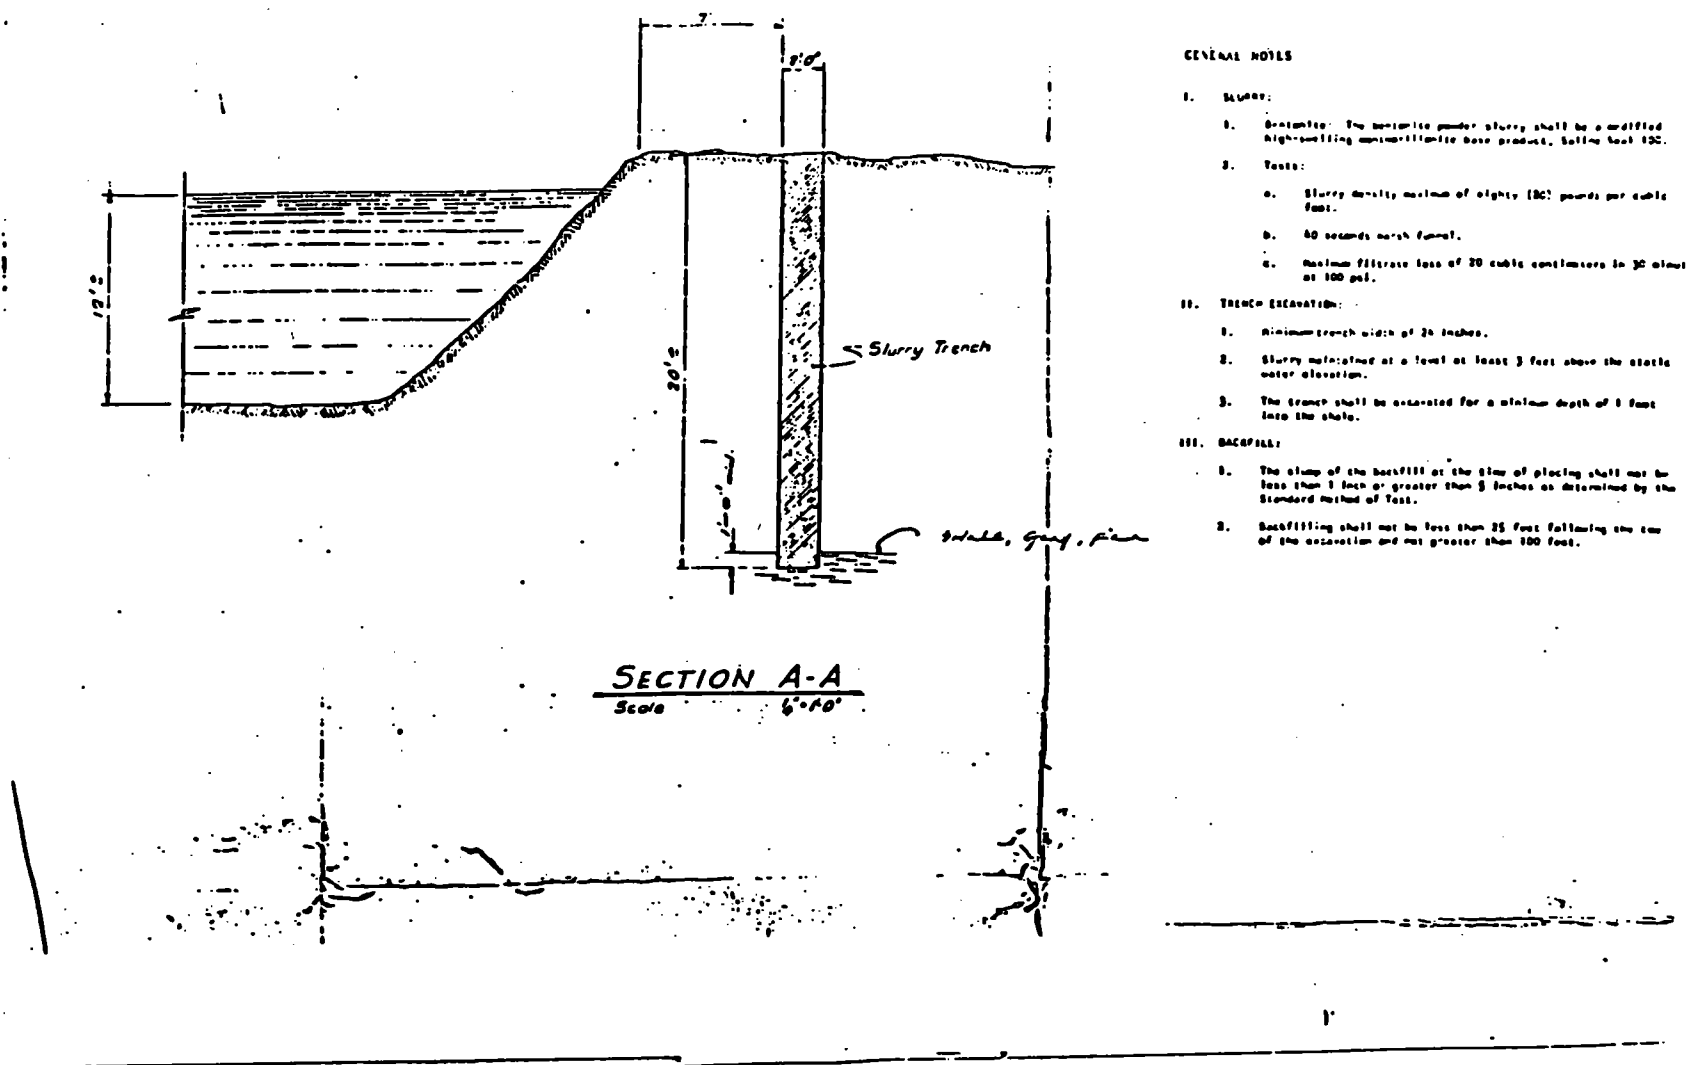 7'
2'0"
GENERAL NOTES
I. SLURRY:
1. Bentonite: The bentonite powder slurry shall be a modified
high-swelling montmorillonite base product, Saline Seal 100.
2. Tests:
a. Slurry density maximum of eighty (80) pounds per cubic
foot.
b. 40 seconds marsh funnel.
c. Maximum filtrate loss of 20 cubic centimeters in 30 minut
at 100 psi.
II. TRENCH EXCAVATION:
1. Minimum trench width of 24 inches.
2. Slurry maintained at a level at least 3 feet above the static
water elevation.
3. The trench shall be excavated for a minimum depth of 1 foot
into the shale.
III. BACKFILL:
1. The slump of the backfill at the time of placing shall not be
less than 1 inch or greater than 5 inches as determined by the
Standard Method of Test.
2. Backfilling shall not be less than 25 feet following the toe
of the excavation and not greater than 100 feet.
Slurry Trench
20'±
1'-0"
Shale, Gray, Firm
SECTION A-A
Scale